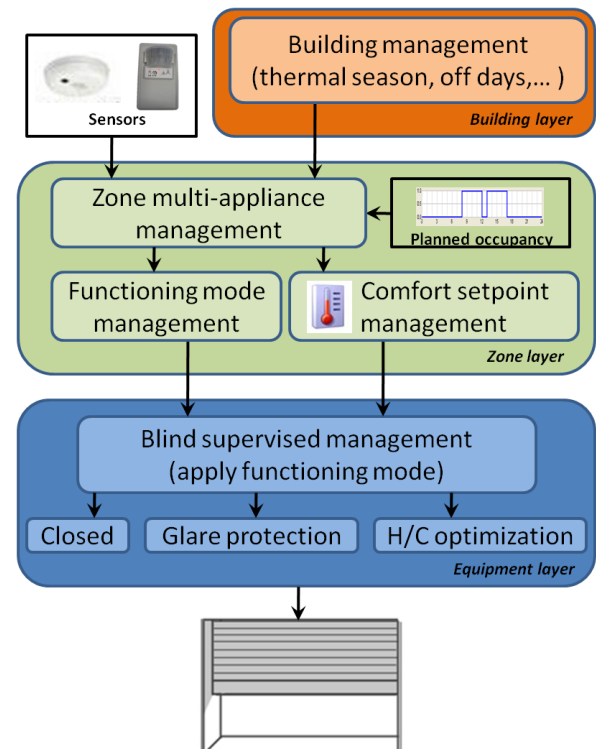 Building management
(thermal season, off days,... )
Building layer
Sensors
Zone multi-appliance
management
Planned occupancy
Functioning mode
management
Comfort setpoint
management
Zone layer
Blind supervised management
(apply functioning mode)
Closed
Glare protection
H/C optimization
Equipment layer